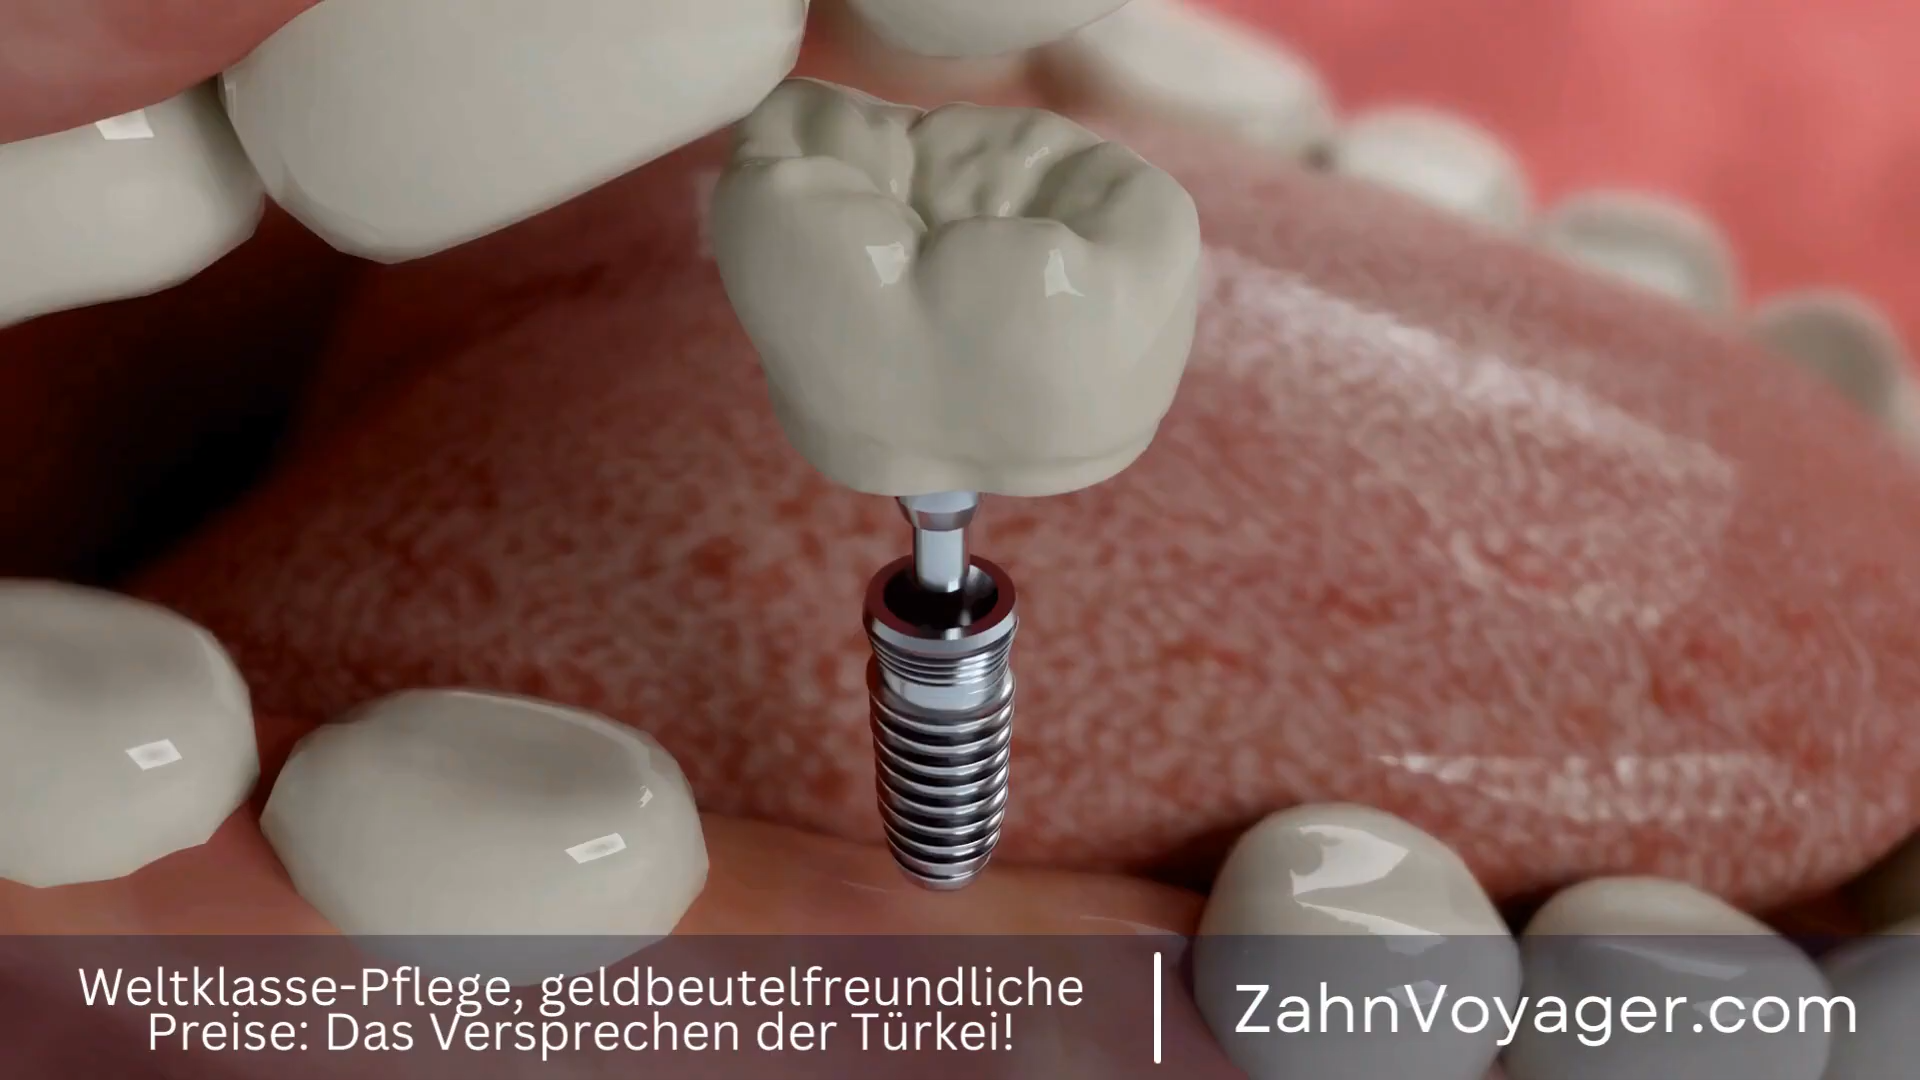 Weltklasse-Pflege, geldbeutelfreundliche
Preise: Das Versprechen der Türkei!
ZahnVoyager.com